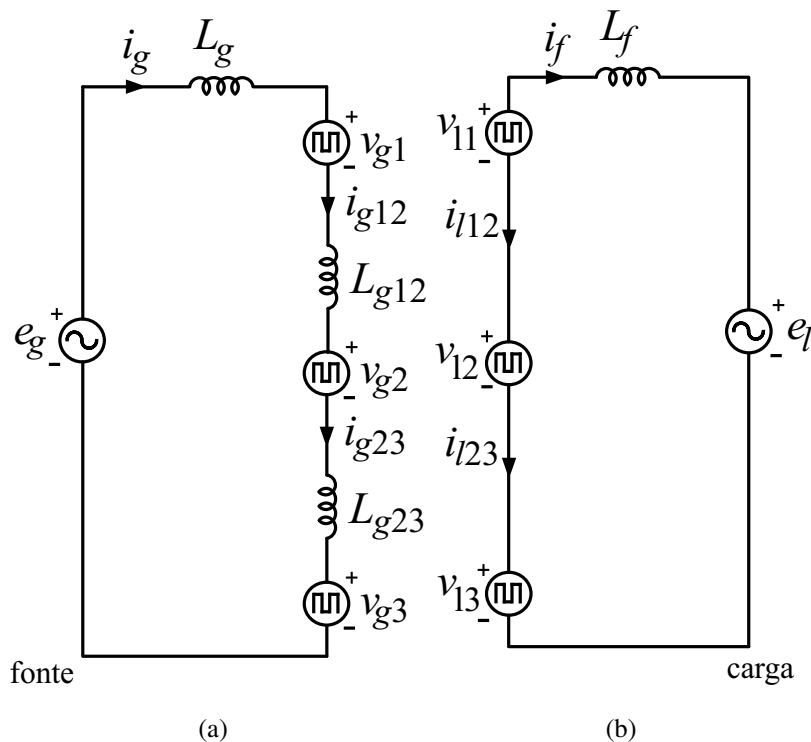 i_g L_g
v_g1
i_g12
L_g12
e_g
v_g2
i_g23
L_g23
v_g3
fonte
(a)
i_f L_f
v_l1
i_l12
v_l2
e_l
i_l23
v_l3
carga
(b)